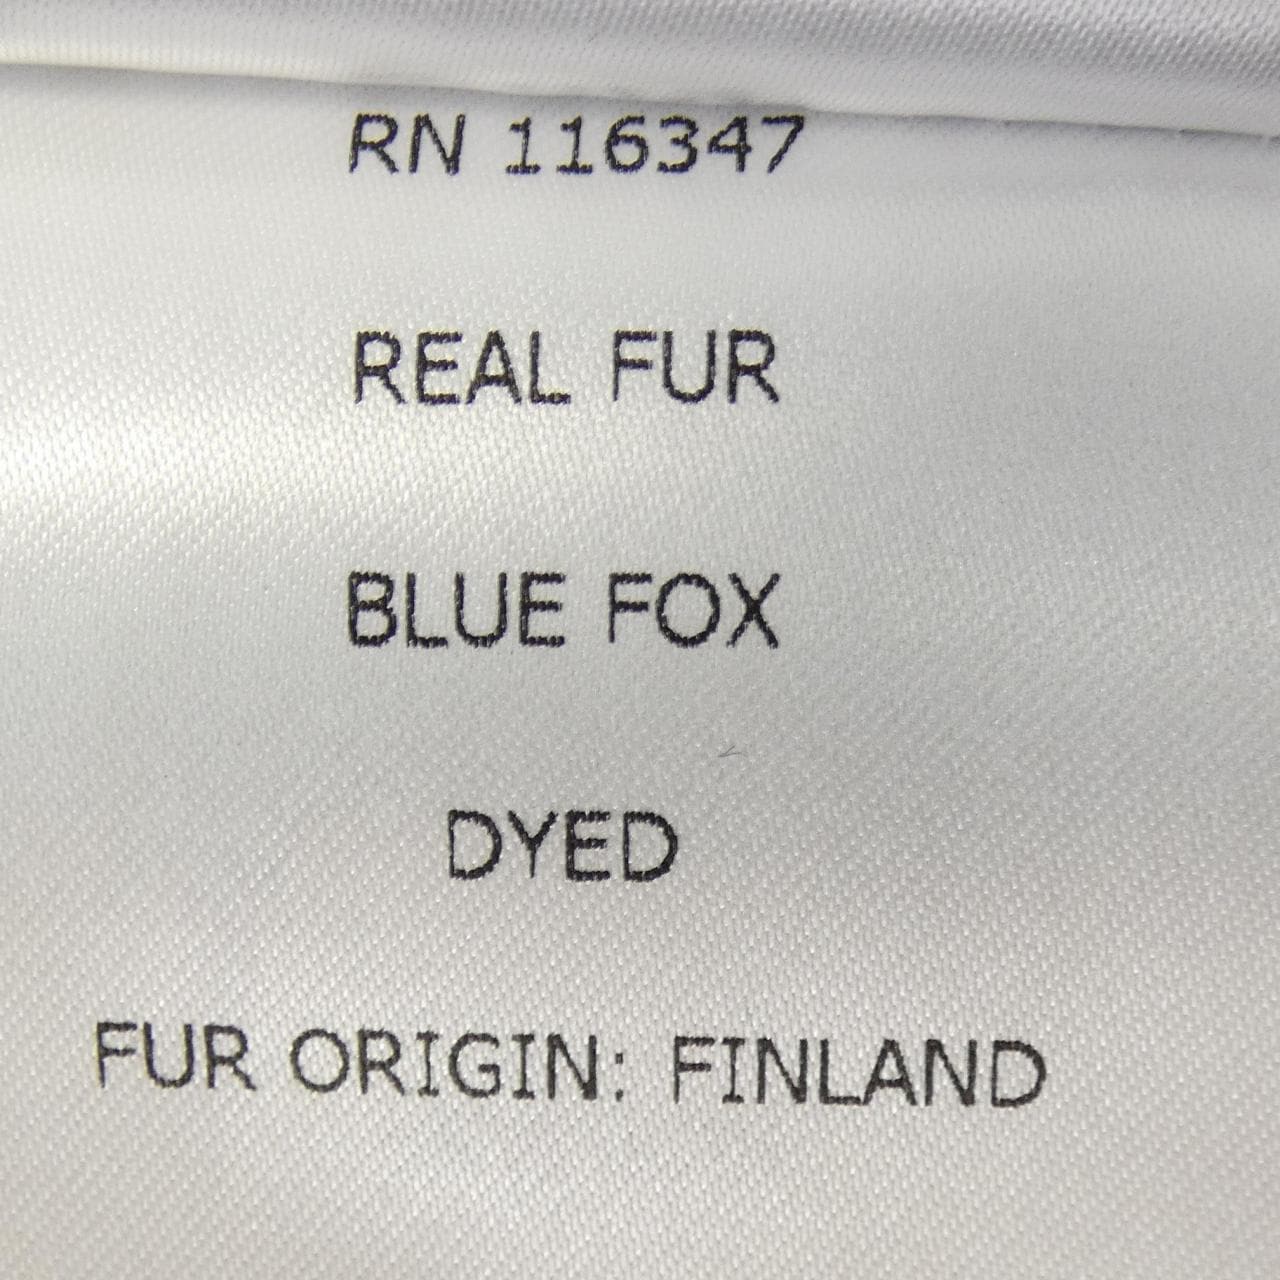 RN 116347
REAL FUR
BLUE FOX
DYED
FUR ORIGIN: FINLAND